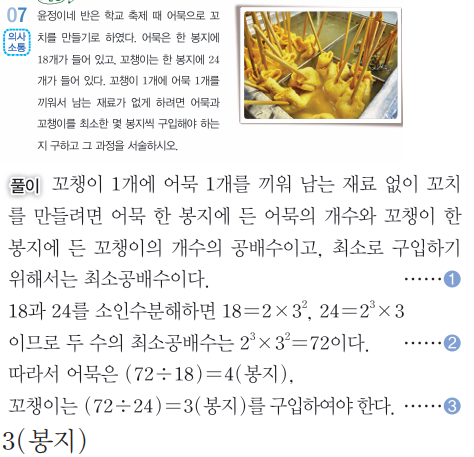 07 윤정이네 반은 학교 축제 때 어묵으로 꼬
의사소통 치를 만들기로 하였다. 어묵은 한 봉지에
18개가 들어 있고, 꼬챙이는 한 봉지에 24
개가 들어 있다. 꼬챙이 1개에 어묵 1개를
끼워서 남는 재료가 없게 하려면 어묵과
꼬챙이를 최소한 몇 봉지씩 구입해야 하는
지 구하고 그 과정을 서술하시오.
풀이 꼬챙이 1개에 어묵 1개를 끼워 남는 재료 없이 꼬치
를 만들려면 어묵 한 봉지에 든 어묵의 개수와 꼬챙이 한
봉지에 든 꼬챙이의 개수의 공배수이고, 최소로 구입하기
위해서는 최소공배수이다. ……❶
18과 24를 소인수분해하면 18=2×3², 24=2³×3
이므로 두 수의 최소공배수는 2³×3²=72이다. ……❷
따라서 어묵은 (72÷18)=4(봉지),
꼬챙이는 (72÷24)=3(봉지)를 구입하여야 한다. ……❸
3(봉지)